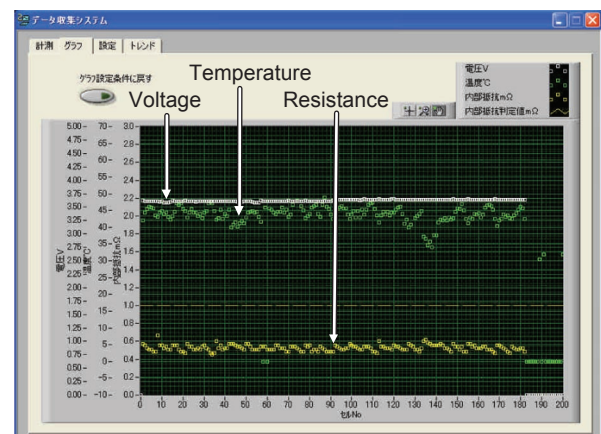 データ収集システム
計測 グラフ 設定 トレンド
グラフ設定条件に戻す
Temperature
Voltage
Resistance
電圧V
温度℃
内部抵抗mΩ
内部抵抗判定値mΩ
5.00 70 3.0
4.75 65 2.8
4.50 60 2.6
4.25
4.00 55 2.4
3.75 50 2.2
3.50 45 2.0
3.25 40 1.8
3.00
2.75 35 1.6
2.50 30 1.4
2.25 25 1.2
2.00 20
1.75 15 1.0
1.50 10 0.8
1.25
1.00 5 0.6
0.75 0 0.4
0.50 -5 0.2
0.25
0.00 -10 0.0
電圧V
温度℃
内部抵抗mΩ
0 10 20 30 40 50 60 70 80 90 100 110 120 130 140 150 160 170 180 190 200
セルNo